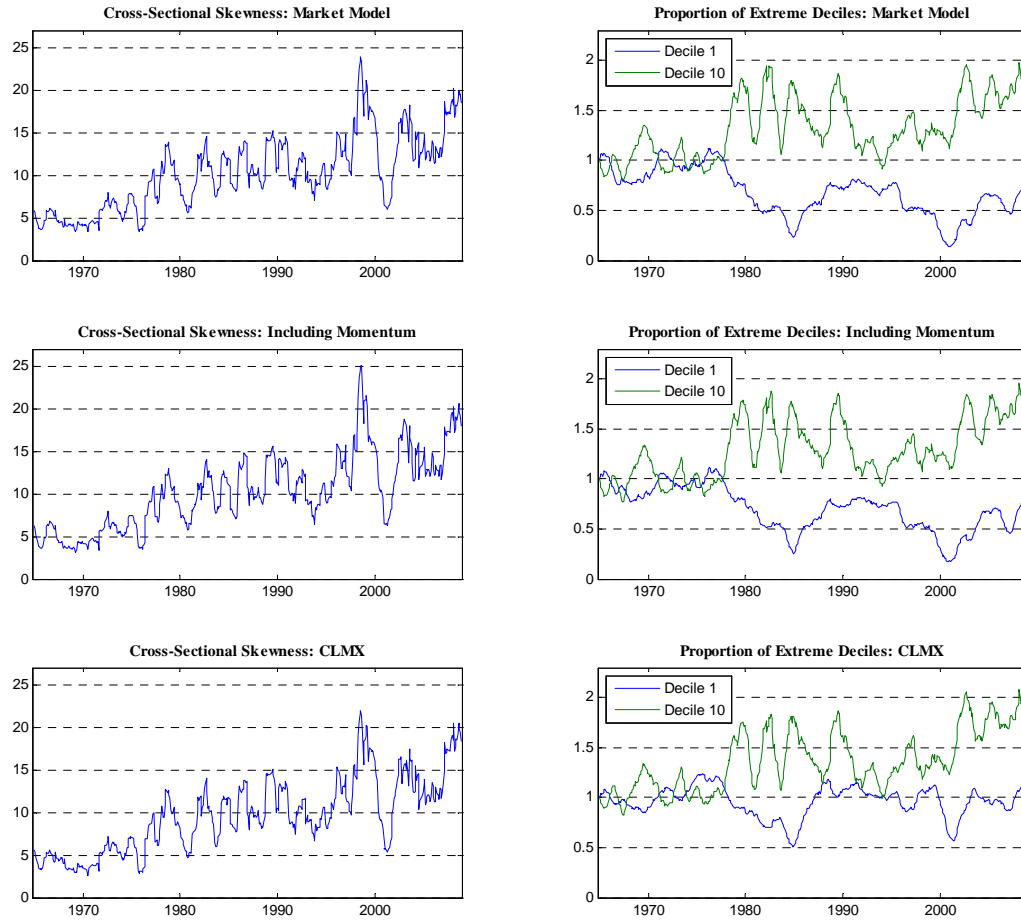 Cross-Sectional Skewness: Market Model
25
20
15
10
5
0
1970 1980 1990 2000
Proportion of Extreme Deciles: Market Model
Decile 1
Decile 10
2
1.5
1
0.5
0
1970 1980 1990 2000
Cross-Sectional Skewness: Including Momentum
25
20
15
10
5
0
1970 1980 1990 2000
Proportion of Extreme Deciles: Including Momentum
Decile 1
Decile 10
2
1.5
1
0.5
0
1970 1980 1990 2000
Cross-Sectional Skewness: CLMX
25
20
15
10
5
0
1970 1980 1990 2000
Proportion of Extreme Deciles: CLMX
Decile 1
Decile 10
2
1.5
1
0.5
0
1970 1980 1990 2000